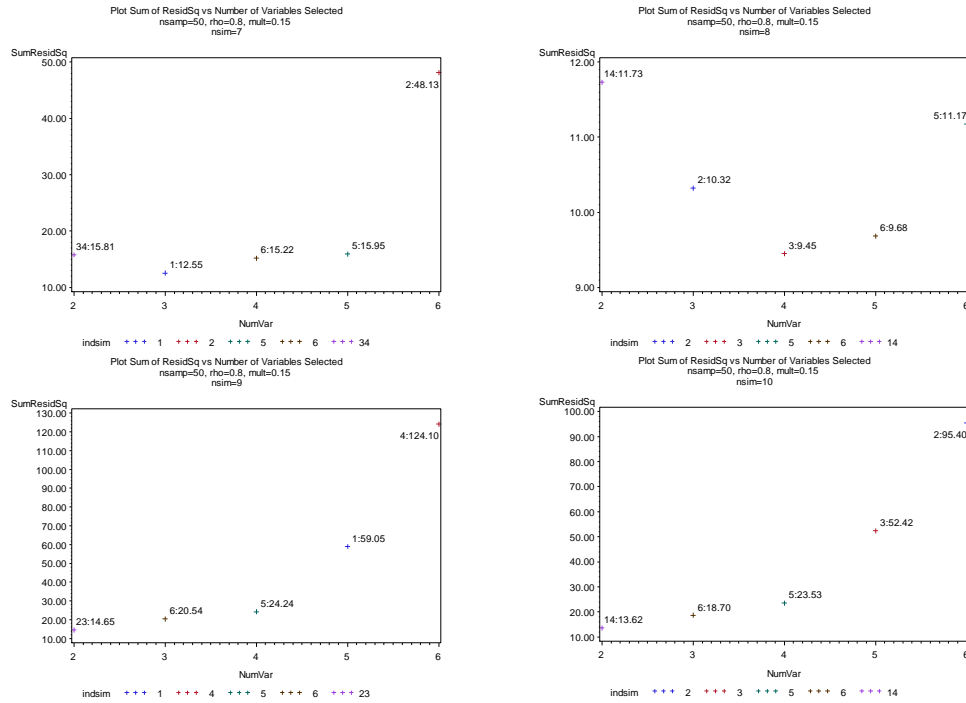 Plot Sum of ResidSq vs Number of Variables Selected
nsamp=50, rho=0.8, mult=0.15
nsim=7
SumResidSq
50.00
40.00
30.00
20.00
10.00
2:48.13
34:15.81
1:12.55
6:15.22
5:15.95
2 3 4 5 6
NumVar
indsim +++ 1 +++ 2 +++ 5 +++ 6 +++ 34
Plot Sum of ResidSq vs Number of Variables Selected
nsamp=50, rho=0.8, mult=0.15
nsim=8
SumResidSq
12.00
11.00
10.00
9.00
14:11.73
2:10.32
3:9.45
6:9.68
5:11.17
2 3 4 5 6
NumVar
indsim +++ 2 +++ 3 +++ 5 +++ 6 +++ 14
Plot Sum of ResidSq vs Number of Variables Selected
nsamp=50, rho=0.8, mult=0.15
nsim=9
SumResidSq
130.00
120.00
110.00
100.00
90.00
80.00
70.00
60.00
50.00
40.00
30.00
20.00
10.00
4:124.10
1:59.05
23:14.65
6:20.54
5:24.24
2 3 4 5 6
NumVar
indsim +++ 1 +++ 4 +++ 5 +++ 6 +++ 23
Plot Sum of ResidSq vs Number of Variables Selected
nsamp=50, rho=0.8, mult=0.15
nsim=10
SumResidSq
100.00
90.00
80.00
70.00
60.00
50.00
40.00
30.00
20.00
10.00
2:95.40
3:52.42
14:13.62
6:18.70
5:23.53
2 3 4 5 6
NumVar
indsim +++ 2 +++ 3 +++ 5 +++ 6 +++ 14